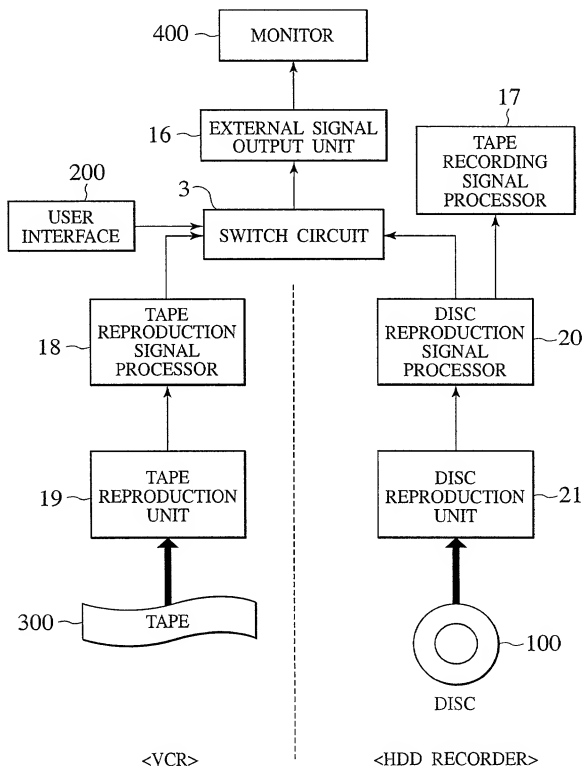 400
MONITOR
16
EXTERNAL SIGNAL
OUTPUT UNIT
17
TAPE
RECORDING
SIGNAL
PROCESSOR
200
USER
INTERFACE
3
SWITCH CIRCUIT
18
TAPE
REPRODUCTION
SIGNAL
PROCESSOR
DISC
REPRODUCTION
SIGNAL
PROCESSOR
20
19
TAPE
REPRODUCTION
UNIT
DISC
REPRODUCTION
UNIT
21
300
TAPE
100
DISC
<VCR>
<HDD RECORDER>